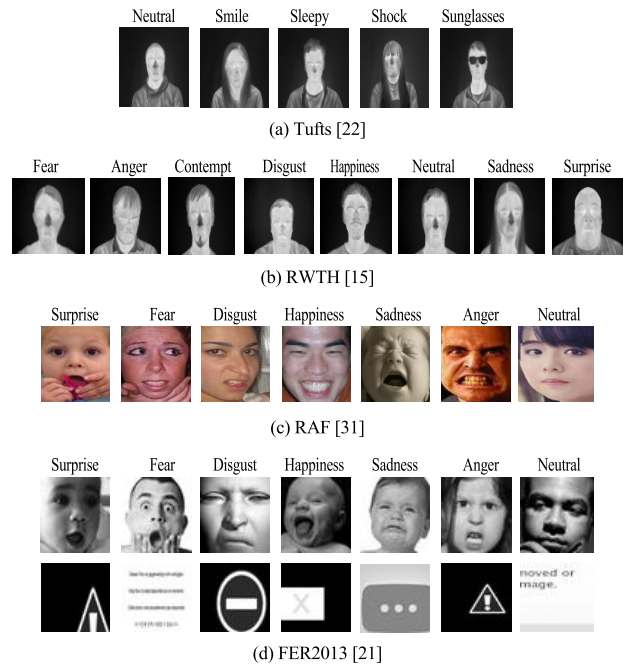 Neutral Smile Sleepy Shock Sunglasses
(a) Tufts [22]
Fear Anger Contempt Disgust Happiness Neutral Sadness Surprise
(b) RWTH [15]
Surprise Fear Disgust Happiness Sadness Anger Neutral
(c) RAF [31]
Surprise Fear Disgust Happiness Sadness Anger Neutral
noved or
mage.
(d) FER2013 [21]